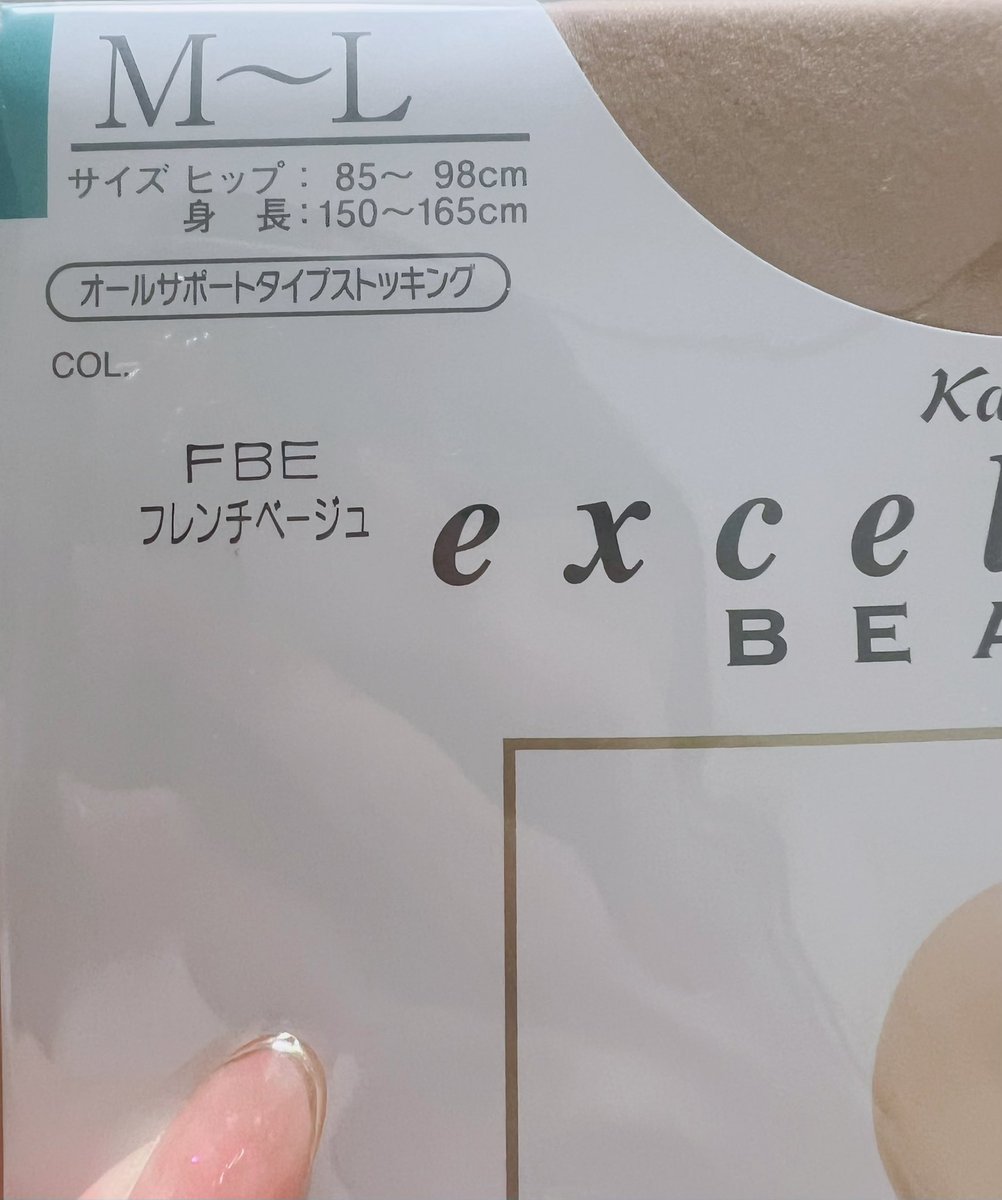 M〜L
サイズ ヒップ： 85〜 98cm
身 長：150〜165cm
オールサポートタイプストッキング
COL.
FBE
フレンチベージュ
Ka
excel
BEA